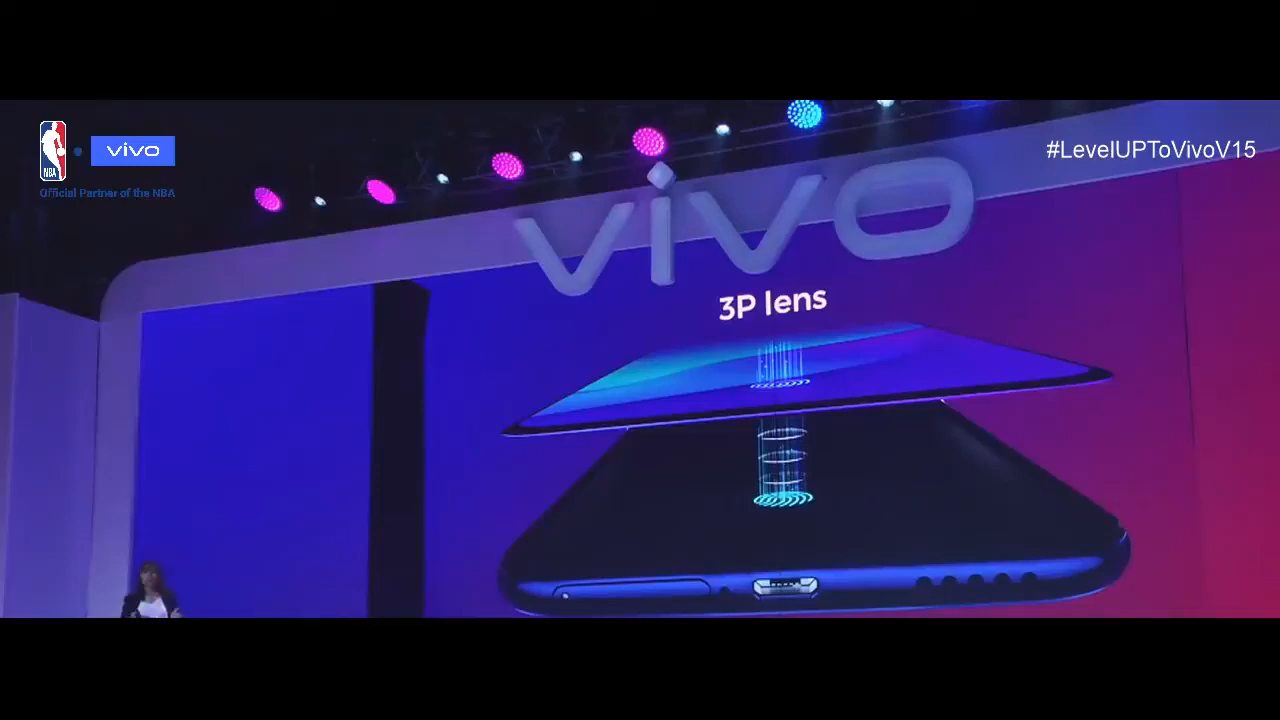 NBA
vivo
Official Partner of the NBA
#LevelUPToVivoV15
vivo
3P lens